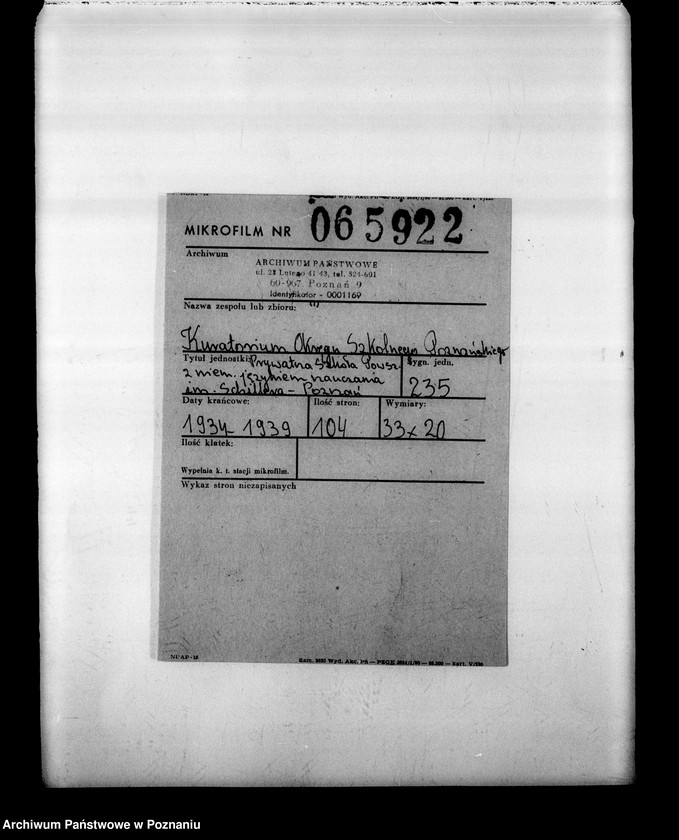 MIKROFILM NR 065922
Archiwum
ARCHIWUM PAŃSTWOWE
ul. 23 Lutego 41/43, tel. 524-601
60-967 Poznań 9
Identyfikator - 0001169
Nazwa zespołu lub zbioru:
Kuratorium Okręgu Szkolnego Poznańskiego
Tytuł jednostki: Prywatna Szkoła Powsz.
z niem. językiem nauczania
im. Schillera - Poznań
Sygn. jedn.
235
Daty krańcowe: Ilość stron: Wymiary:
1934-1939 104 33x20
Ilość klatek:
Wypełnia k. t. stacji mikrofilm.
Wykaz stron niezapisanych
Archiwum Państwowe w Poznaniu